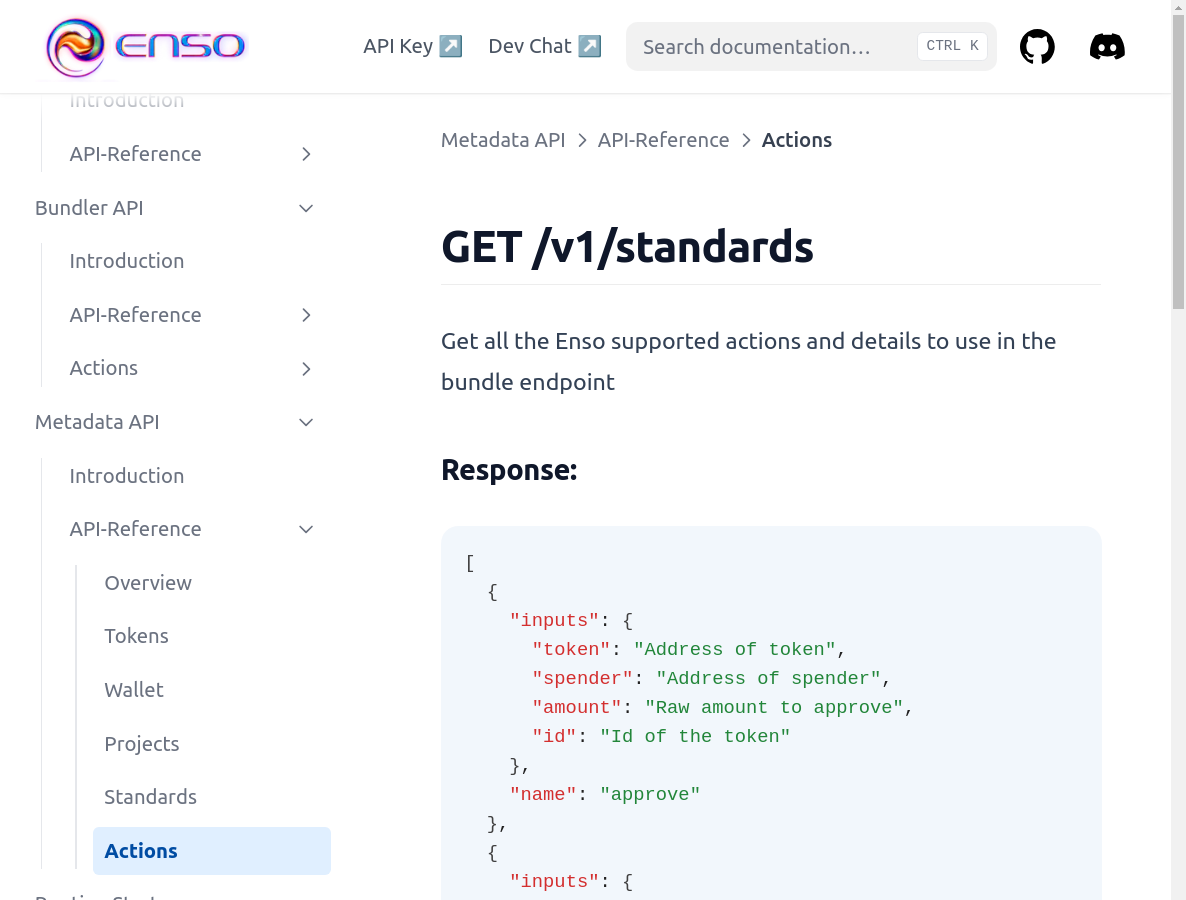 ENSO
API Key ↗
Dev Chat ↗
Search documentation…
CTRL K
Introduction
API-Reference
Bundler API
Introduction
API-Reference
Actions
Metadata API
Introduction
API-Reference
Overview
Tokens
Wallet
Projects
Standards
Actions
Metadata API > API-Reference > Actions
GET /v1/standards
Get all the Enso supported actions and details to use in the
bundle endpoint
Response:
[
{
"inputs": {
"token": "Address of token",
"spender": "Address of spender",
"amount": "Raw amount to approve",
"id": "Id of the token"
},
"name": "approve"
},
{
"inputs": {